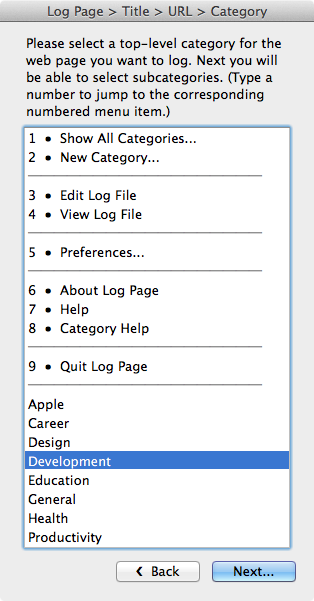 Log Page > Title > URL > Category
Please select a top-level category for the
web page you want to log. Next you will
be able to select subcategories. (Type a
number to jump to the corresponding
numbered menu item.)
1 • Show All Categories...
2 • New Category...
3 • Edit Log File
4 • View Log File
5 • Preferences...
6 • About Log Page
7 • Help
8 • Category Help
9 • Quit Log Page
Apple
Career
Design
Development
Education
General
Health
Productivity
❮ Back
Next...